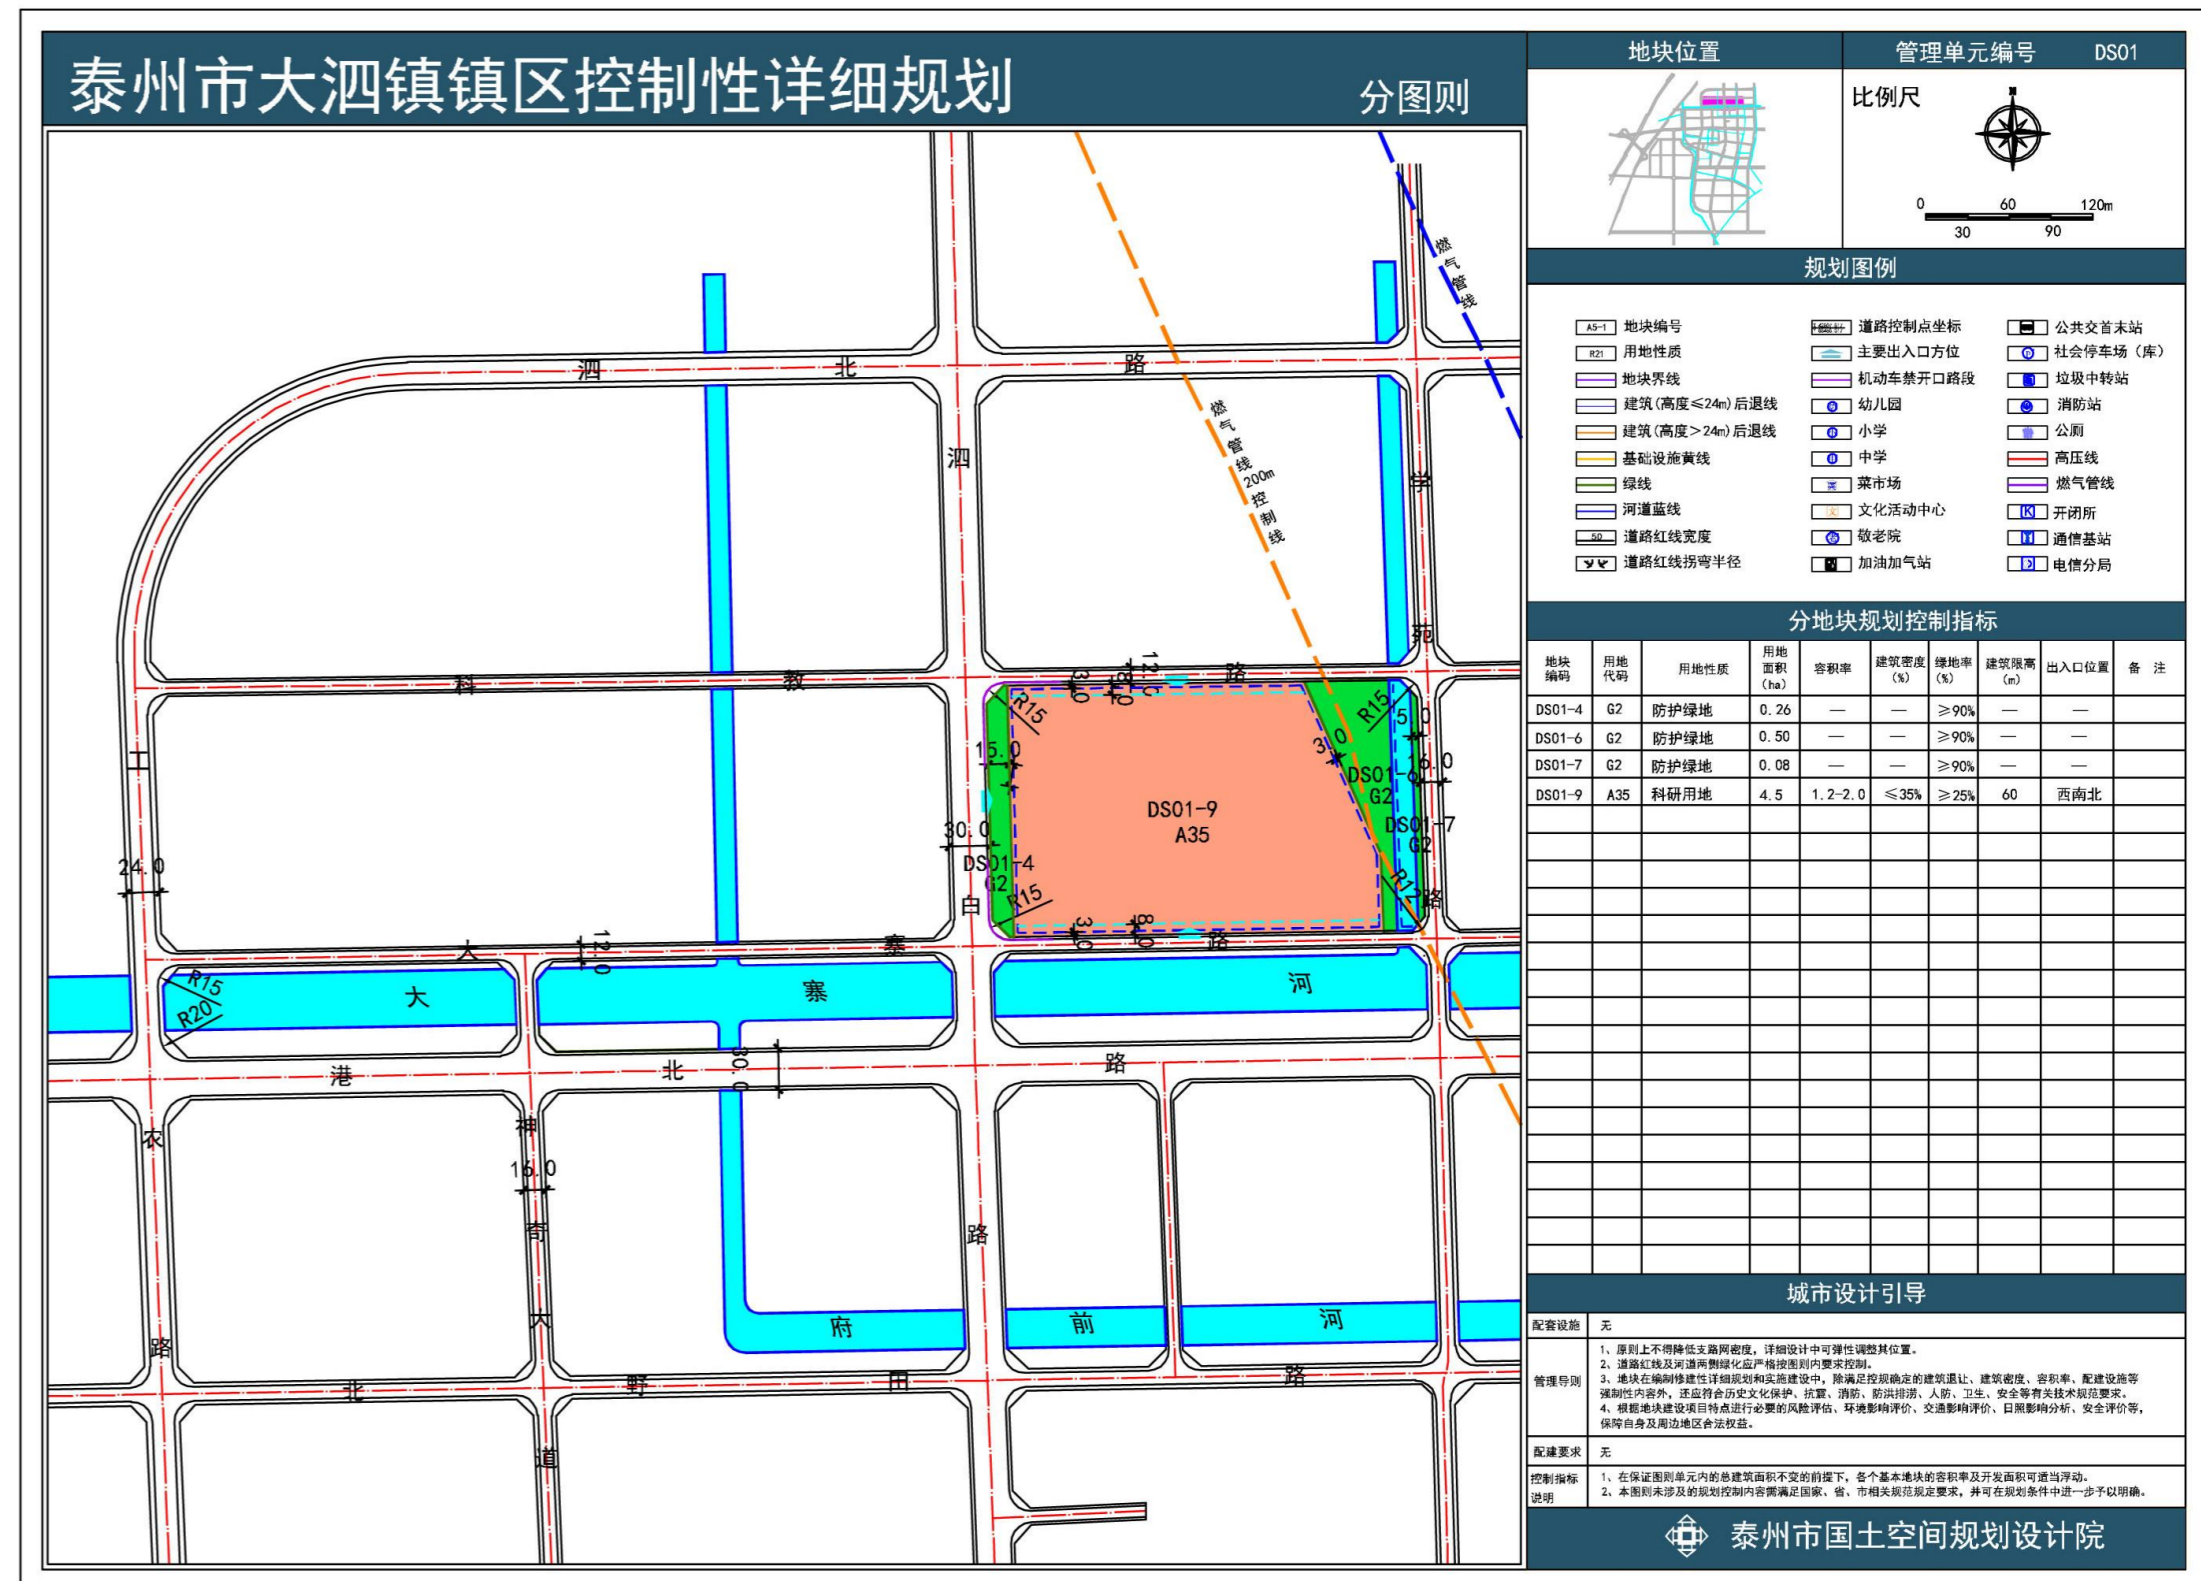 泰州市大泗镇镇区控制性详细规划
分图则
地块位置
管理单元编号 DS01
比例尺
N
0 60 120m
30 90
规划图例
A5-1 地块编号
R21 用地性质
地块界线
建筑(高度≤24m)后退线
建筑(高度>24m)后退线
基础设施黄线
绿线
河道蓝线
50 道路红线宽度
道路红线拐弯半径
道路控制点坐标
主要出入口方位
机动车禁开口路段
幼儿园
小学
中学
菜市场
文化活动中心
敬老院
加油加气站
公共交首末站
社会停车场（库）
垃圾中转站
消防站
公厕
高压线
燃气管线
K 开闭所
通信基站
电信分局
分地块规划控制指标
地块编码 用地代码 用地性质 用地面积(ha) 容积率 建筑密度(%) 绿地率(%) 建筑限高(m) 出入口位置 备 注
DS01-4 G2 防护绿地 0.26 — — ≥90% — —
DS01-6 G2 防护绿地 0.50 — — ≥90% — —
DS01-7 G2 防护绿地 0.08 — — ≥90% — —
DS01-9 A35 科研用地 4.5 1.2-2.0 ≤35% ≥25% 60 西南北
城市设计引导
配套设施 无
管理导则
1、原则上不得降低支路网密度，详细设计中可弹性调整其位置。
2、道路红线及河道两侧绿化应严格按图则内要求控制。
3、地块在编制修建性详细规划和实施建设中，除满足控规确定的建筑退让、建筑密度、容积率、配建设施等
强制性内容外，还应符合历史文化保护、抗震、消防、防洪排涝、人防、卫生、安全等有关技术规范要求。
4、根据地块建设项目特点进行必要的风险评估、环境影响评价、交通影响评价、日照影响分析、安全评价等，
保障自身及周边地区合法权益。
配建要求 无
控制指标说明
1、在保证图则单元内的总建筑面积不变的前提下，各个基本地块的容积率及开发面积可适当浮动。
2、本图则未涉及的规划控制内容需满足国家、省、市相关规范规定要求，并可在规划条件中进一步予以明确。
泰州市国土空间规划设计院
泗北路
燃气管线
燃气管线200m控制线
泗白路
学苑路
科教路
工农路
大寨路
大寨河
港北路
神奇大道
府前河
北野田路
DS01-9
A35
DS01-4
G2
DS01-6
G2
DS01-7
G2
12.0
3.0
8.0
R15
R15
5.0
15.0
3.0
16.0
30.0
24.0
R15
R12
3.0
8.0
12.0
R15
R20
30.0
16.0